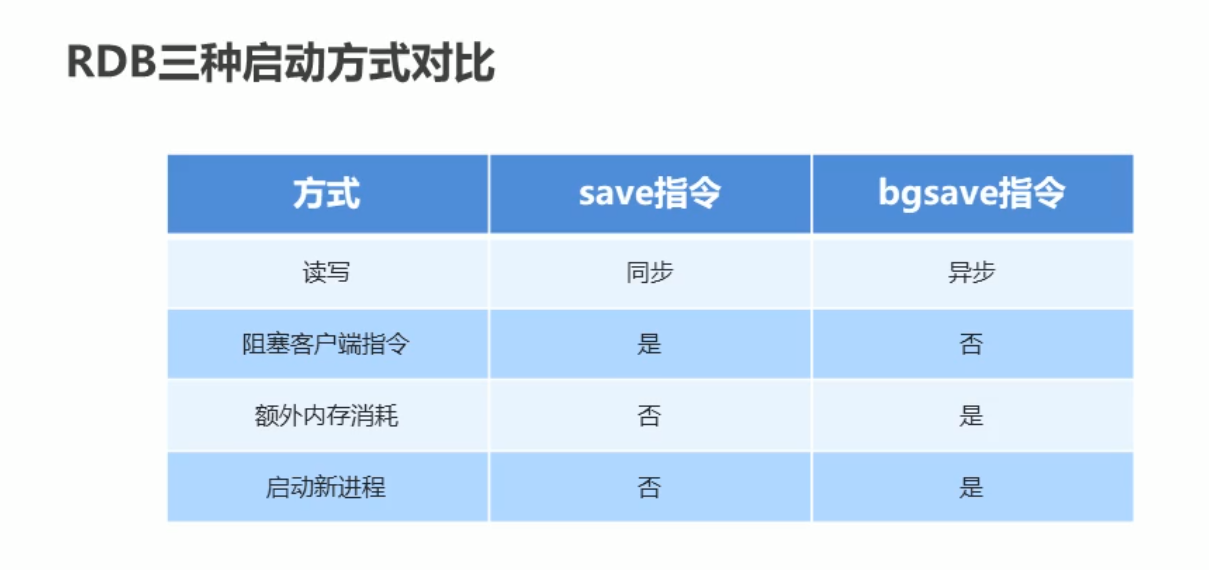 RDB三种启动方式对比
方式 save指令 bgsave指令
读写 同步 异步
阻塞客户端指令 是 否
额外内存消耗 否 是
启动新进程 否 是